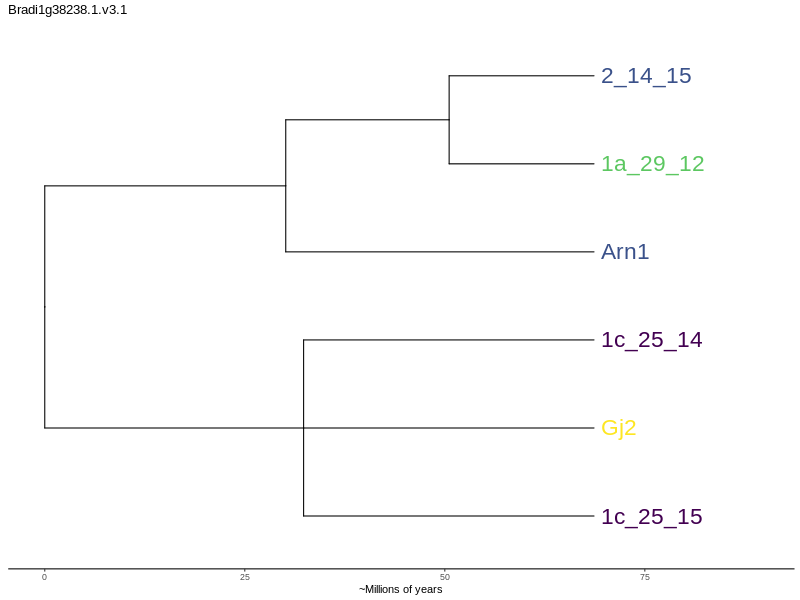 Bradi1g38238.1.v3.1
2_14_15
1a_29_12
Arn1
1c_25_14
Gj2
1c_25_15
0 25 50 75
~Millions of years